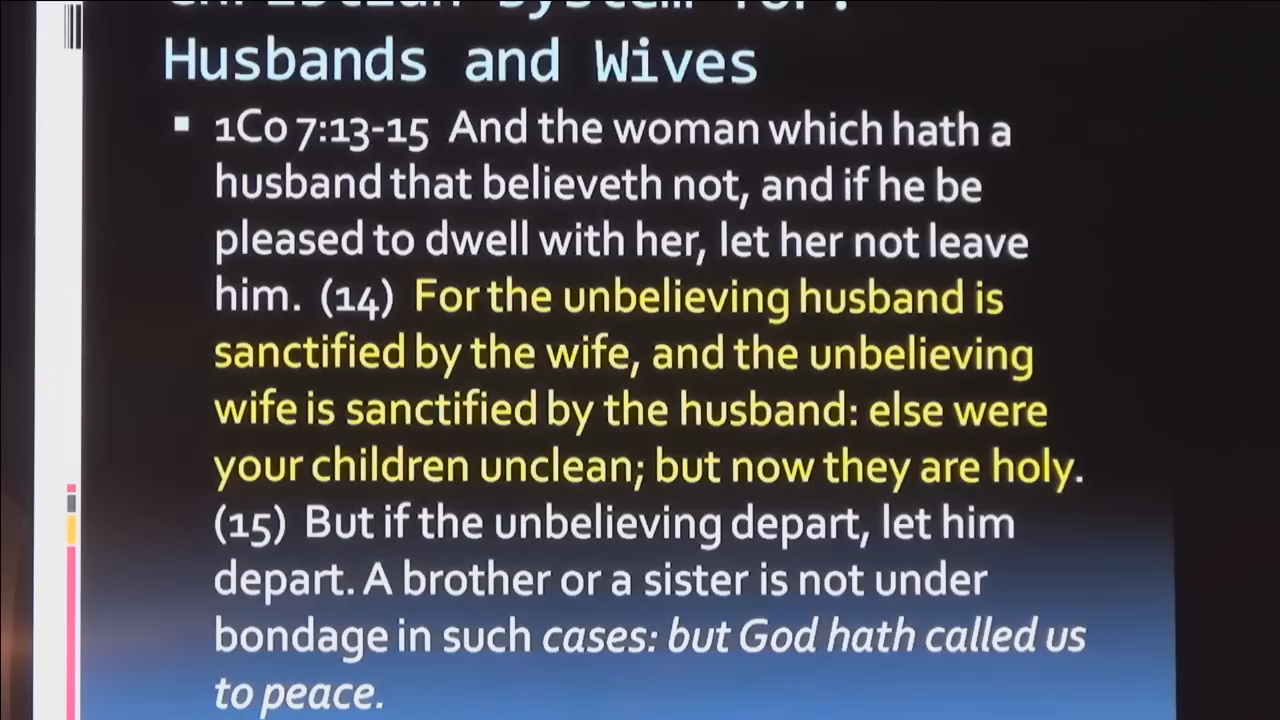 Christian System for:
Husbands and Wives
1Co 7:13-15 And the woman which hath a
husband that believeth not, and if he be
pleased to dwell with her, let her not leave
him. (14) For the unbelieving husband is
sanctified by the wife, and the unbelieving
wife is sanctified by the husband: else were
your children unclean; but now they are holy.
(15) But if the unbelieving depart, let him
depart. A brother or a sister is not under
bondage in such cases: but God hath called us
to peace.